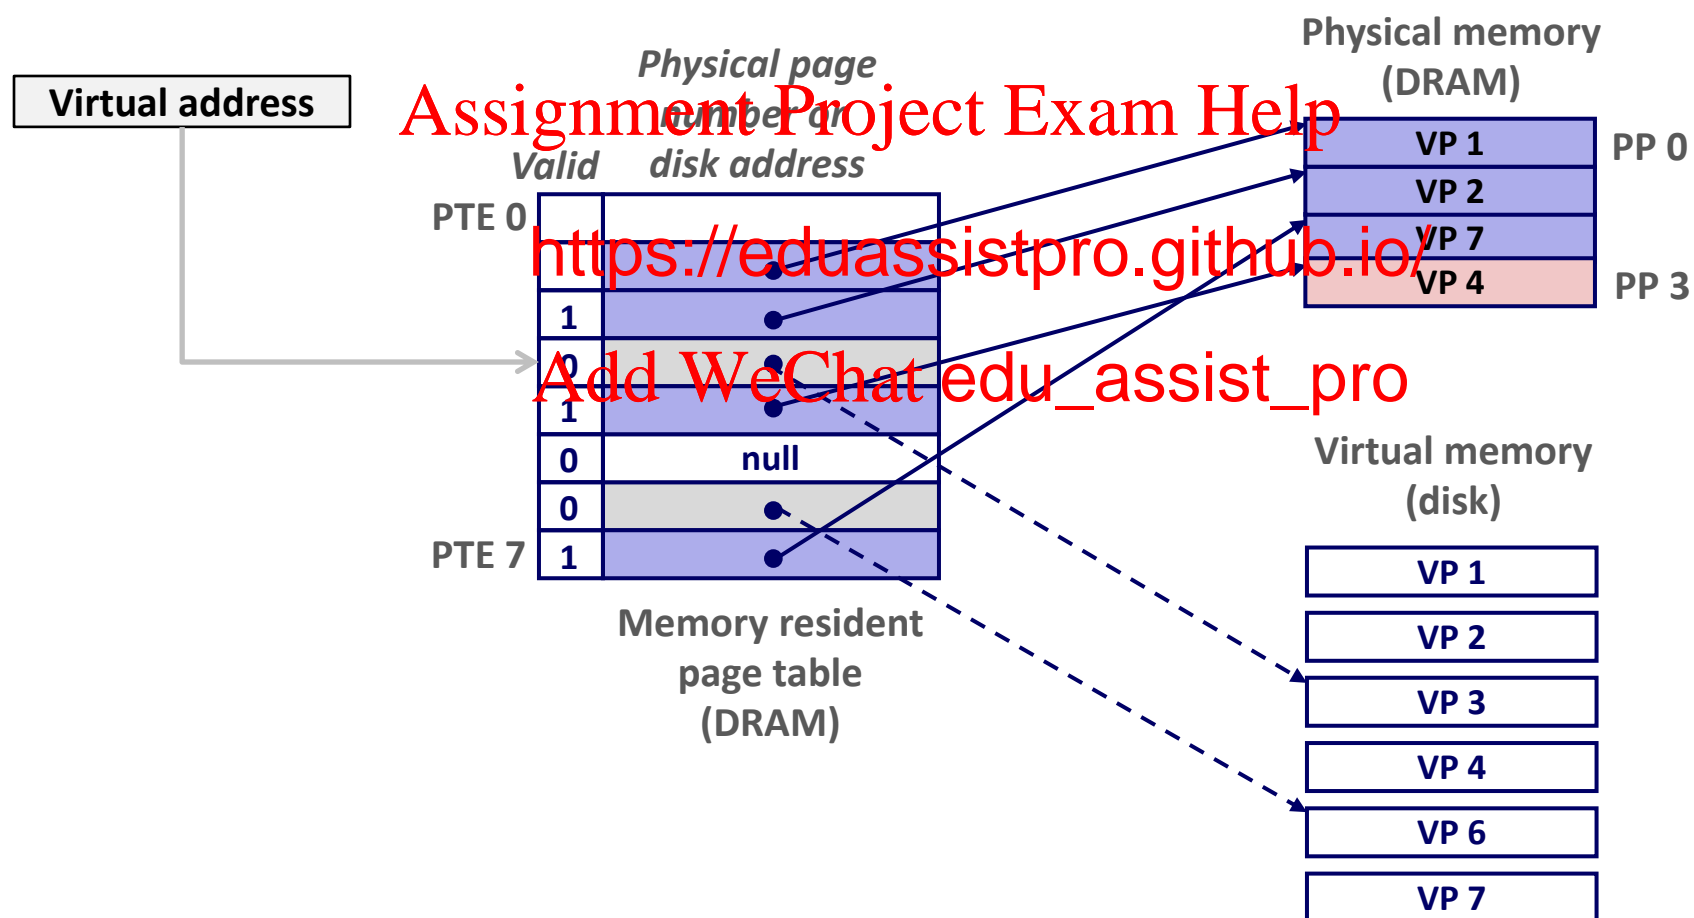 Physical memory
(DRAM)
Physical page
number or
disk address
Virtual address
Assignment Project Exam Help
Valid
VP 1
PP 0
VP 2
VP 7
VP 4
PP 3
PTE 0
https://eduassistpro.github.io/
1
0
Add WeChat edu_assist_pro
1
0
null
0
PTE 7
1
Memory resident
page table
(DRAM)
Virtual memory
(disk)
VP 1
VP 2
VP 3
VP 4
VP 6
VP 7